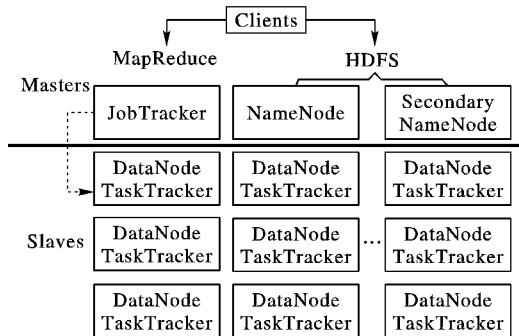 Clients
MapReduce
HDFS
Masters
JobTracker
NameNode
Secondary
NameNode
DataNode
TaskTracker
DataNode
TaskTracker
DataNode
TaskTracker
Slaves
DataNode
TaskTracker
DataNode
TaskTracker
...
DataNode
TaskTracker
DataNode
TaskTracker
DataNode
TaskTracker
DataNode
TaskTracker